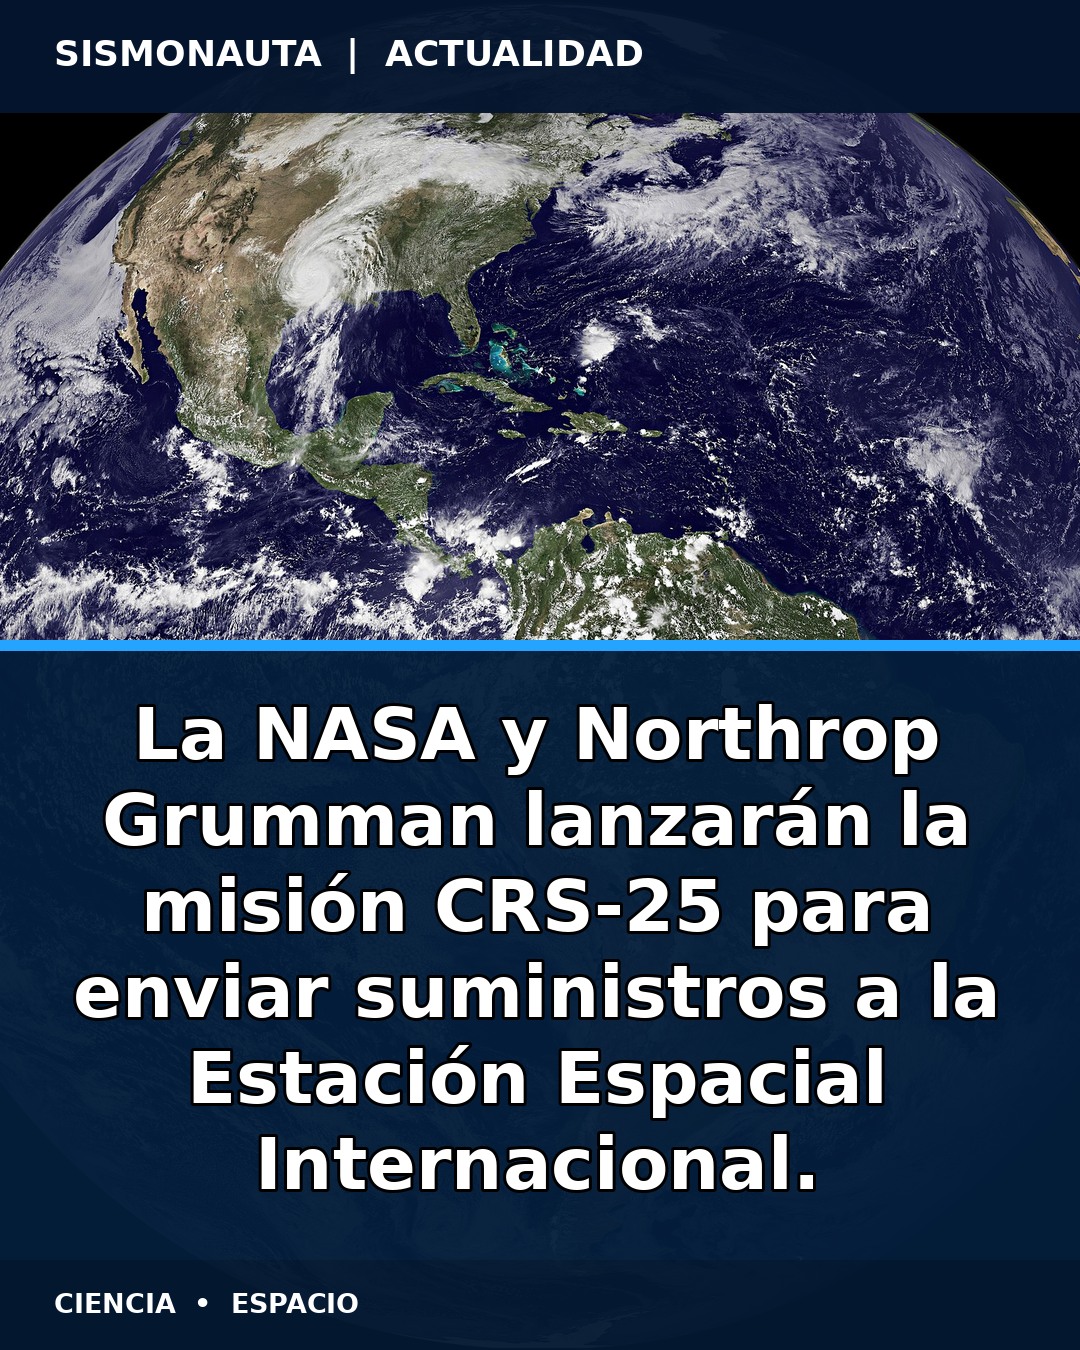 SISMONAUTA | ACTUALIDAD
La NASA y Northrop
Grumman lanzarán la
misión CRS-25 para
enviar suministros a la
Estación Espacial
Internacional.
CIENCIA • ESPACIO